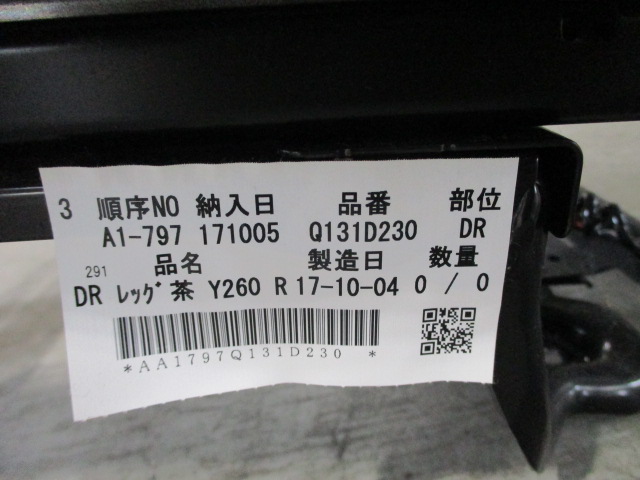 3 順序NO 納入日 品番 部位
A1-797 171005 Q131D230 DR
291 品名 製造日 数量
DR レッグ 茶 Y260 R 17-10-04 0 / 0
*AA1797Q131D230 *